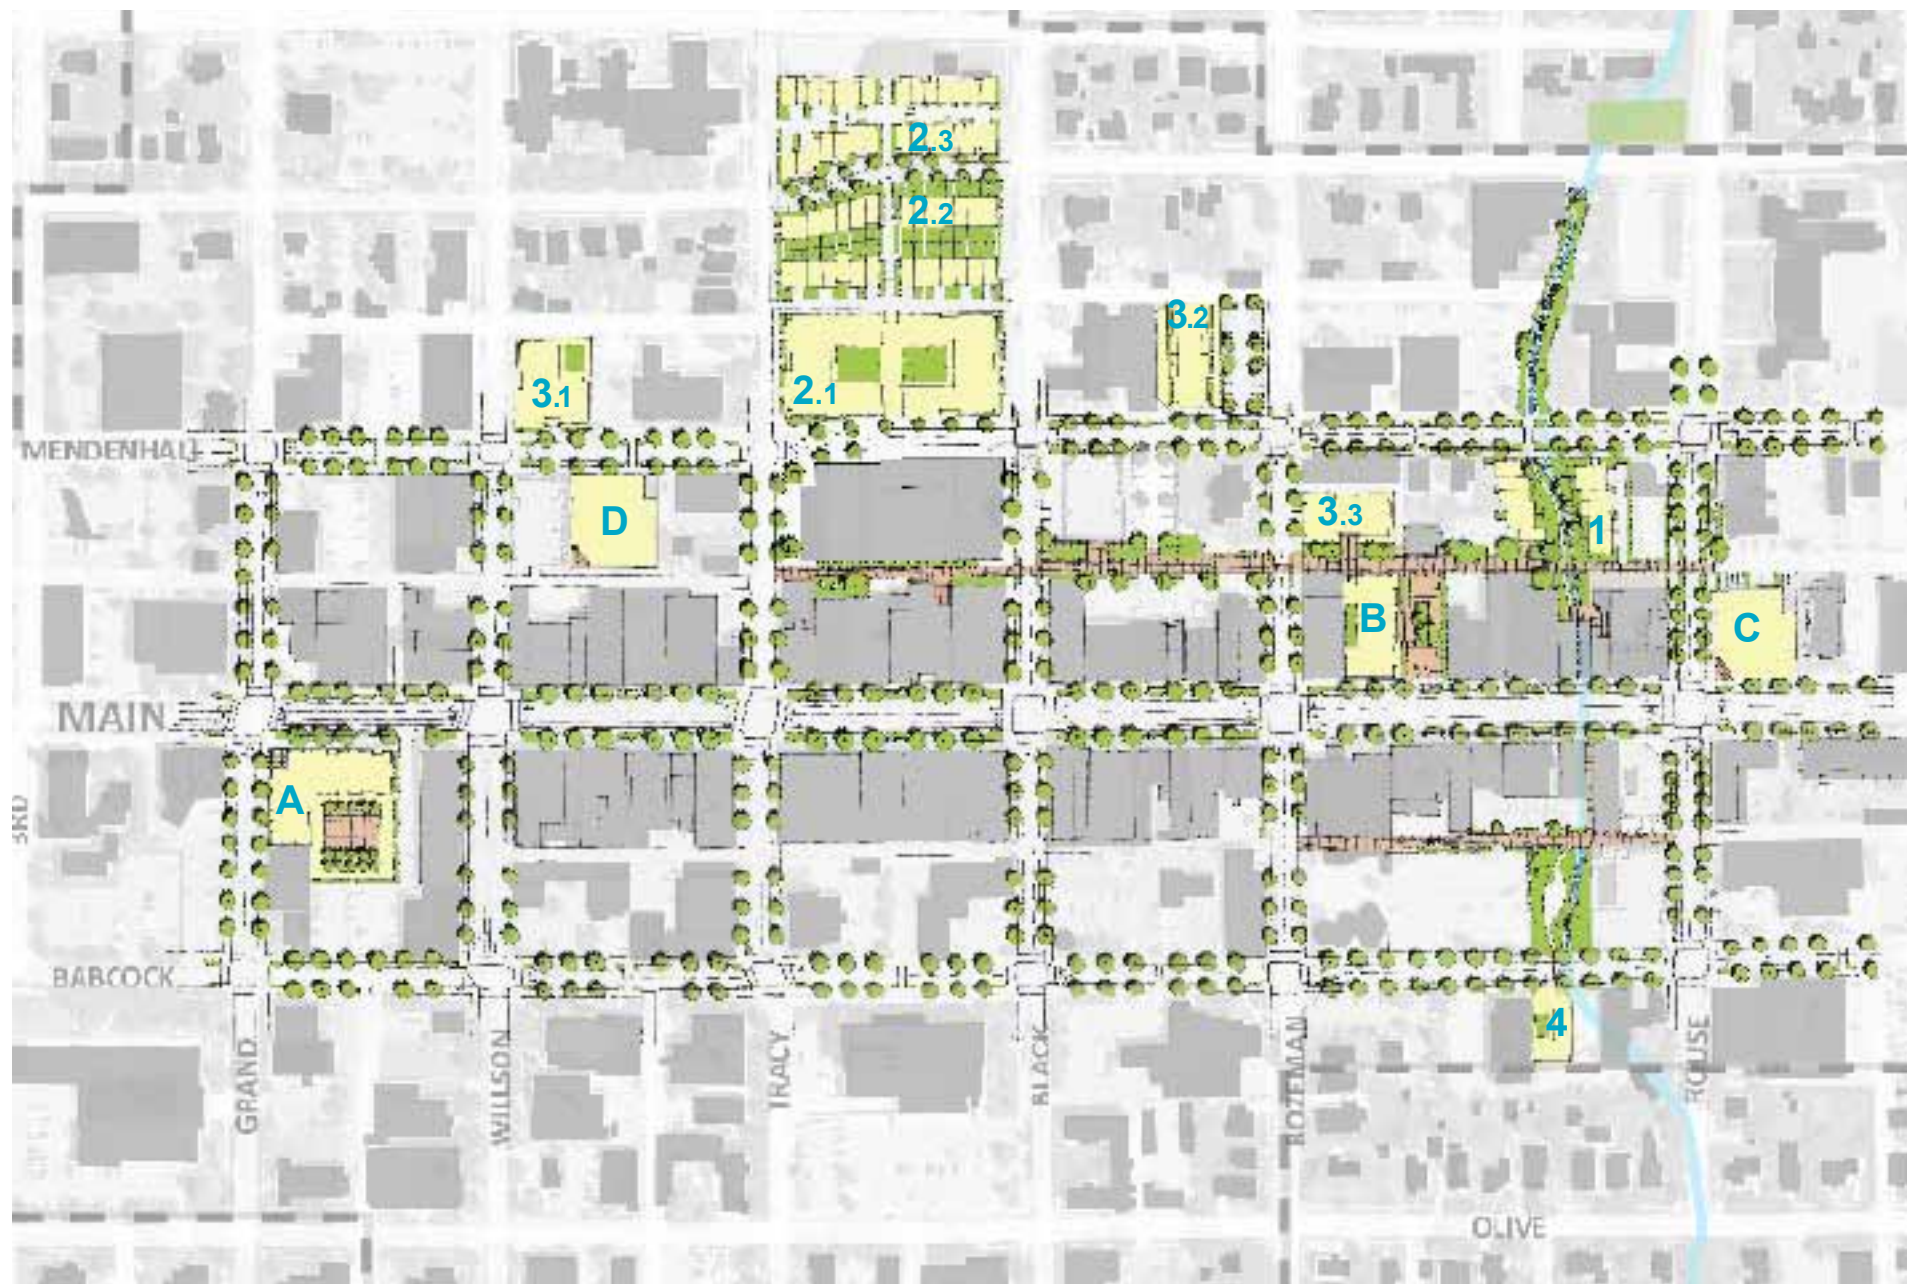 2.3
2.2
3.2
2.1
3.1
MENDENHALL
D
3.3
1
B
C
MAIN
A
3RD
BABCOCK
4
GRAND
WILLSON
TRACY
BLACK
BOZEMAN
ROUSE
OLIVE